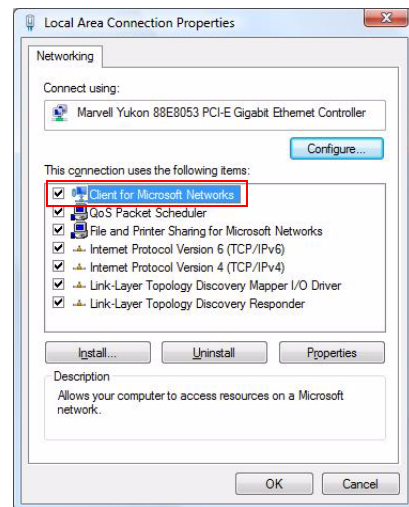 Local Area Connection Properties
Networking
Connect using:
Marvell Yukon 88E8053 PCI-E Gigabit Ethernet Controller
Configure...
This connection uses the following items:
Client for Microsoft Networks
QoS Packet Scheduler
File and Printer Sharing for Microsoft Networks
Internet Protocol Version 6 (TCP/IPv6)
Internet Protocol Version 4 (TCP/IPv4)
Link-Layer Topology Discovery Mapper I/O Driver
Link-Layer Topology Discovery Responder
Install...
Uninstall
Properties
Description
Allows your computer to access resources on a Microsoft
network.
OK
Cancel